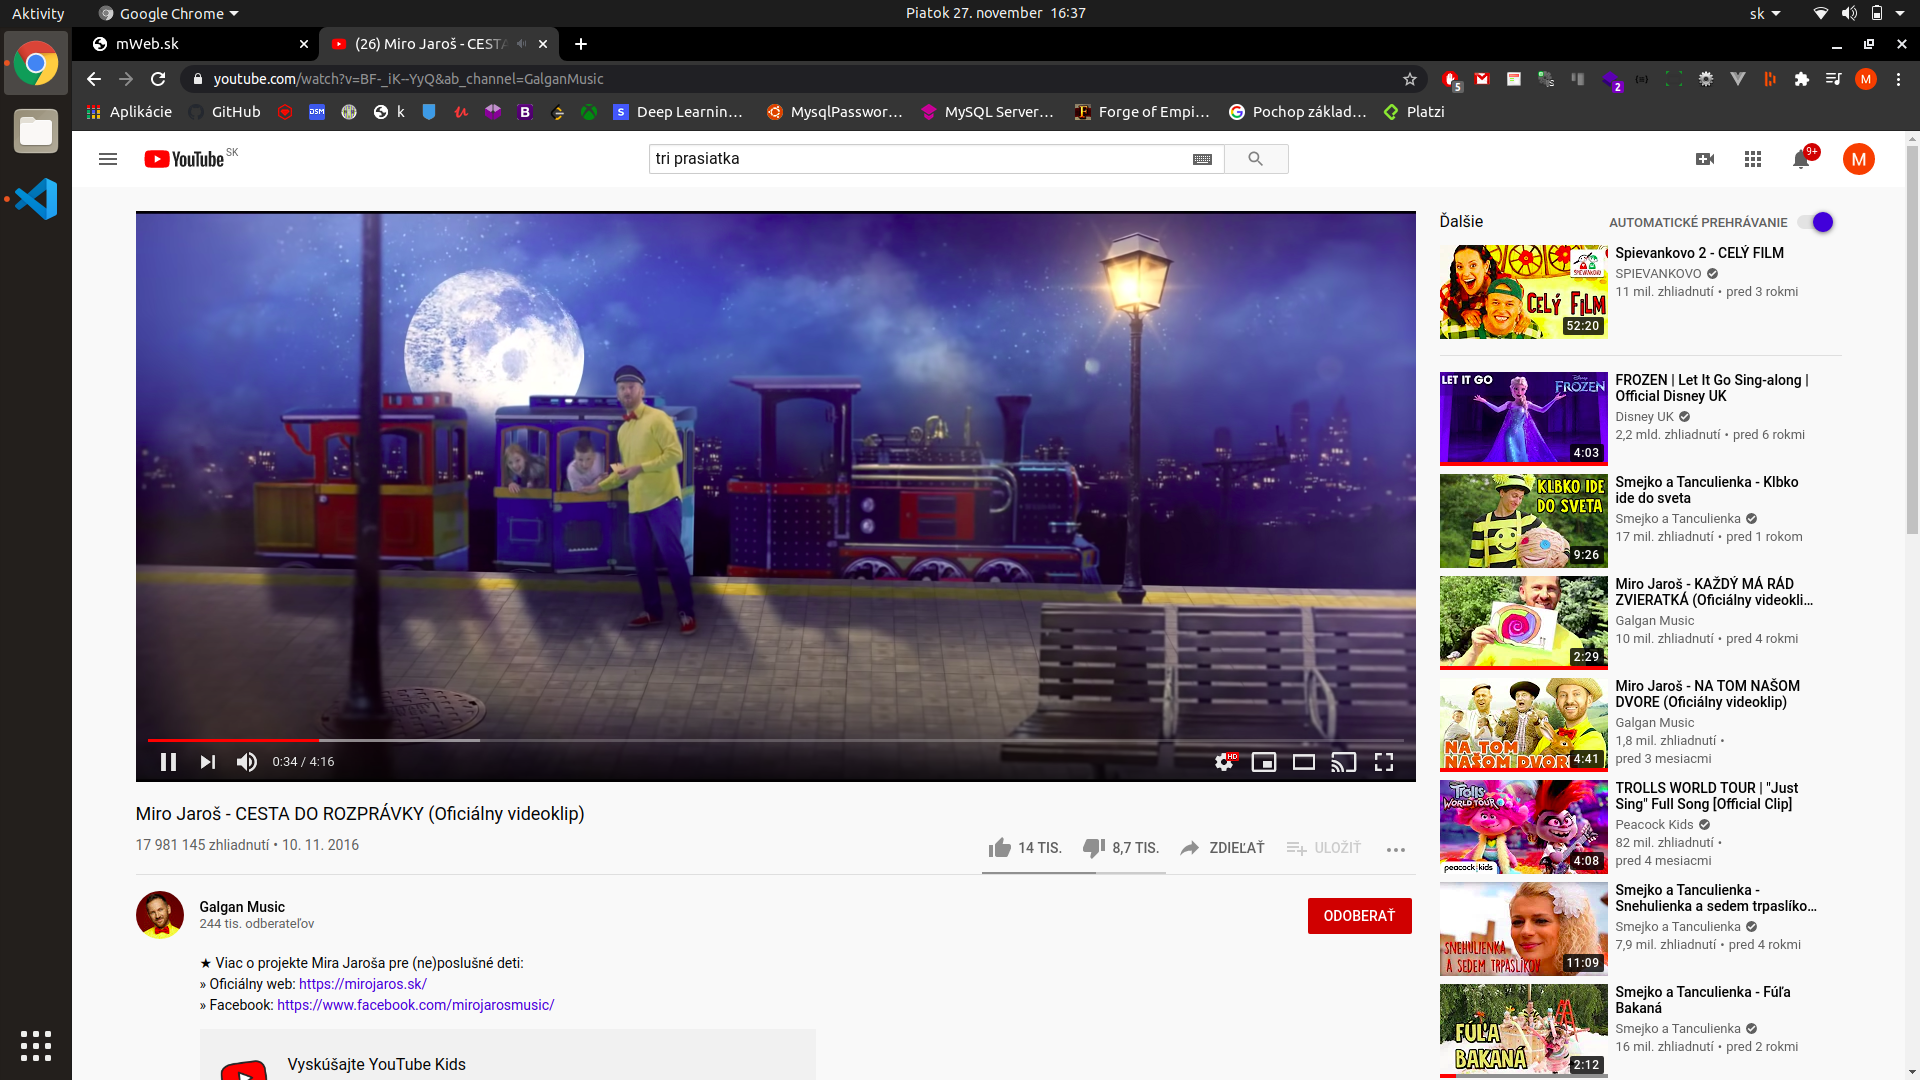 Aktivity
Google Chrome
Piatok 27. november 16:37
sk
mWeb.sk
(26) Miro Jaroš - CESTA
youtube.com/watch?v=BF-_iK--YyQ&ab_channel=GalganMusic
5
2
Aplikácie
GitHub
k
Deep Learnin…
MysqlPasswor…
MySQL Server…
Forge of Empi…
Pochop základ…
Platzi
YouTube SK
tri prasiatka
9+
M
0:34 / 4:16
HD
Miro Jaroš - CESTA DO ROZPRÁVKY (Oficiálny videoklip)
17 981 145 zhliadnutí • 10. 11. 2016
14 TIS.
8,7 TIS.
ZDIEĽAŤ
ULOŽIŤ
Galgan Music
244 tis. odberateľov
ODOBERAŤ
★ Viac o projekte Mira Jaroša pre (ne)poslušné deti:
» Oficiálny web: https://mirojaros.sk/
» Facebook: https://www.facebook.com/mirojarosmusic/
Vyskúšajte YouTube Kids
Ďalšie
AUTOMATICKÉ PREHRÁVANIE
SPIEVANKOVO
CELÝ FILM
52:20
Spievankovo 2 - CELÝ FILM
SPIEVANKOVO
11 mil. zhliadnutí • pred 3 rokmi
LET IT GO
Disney
FROZEN
4:03
FROZEN | Let It Go Sing-along |
Official Disney UK
Disney UK
2,2 mld. zhliadnutí • pred 6 rokmi
KLBKO IDE
DO SVETA
9:26
Smejko a Tanculienka - Klbko
ide do sveta
Smejko a Tanculienka
17 mil. zhliadnutí • pred 1 rokom
2:29
Miro Jaroš - KAŽDÝ MÁ RÁD
ZVIERATKÁ (Oficiálny videokli…
Galgan Music
10 mil. zhliadnutí • pred 4 rokmi
NA TOM
NAŠOM DVORE
4:41
Miro Jaroš - NA TOM NAŠOM
DVORE (Oficiálny videoklip)
Galgan Music
1,8 mil. zhliadnutí •
pred 3 mesiacmi
Trolls
WORLD TOUR
peacock kids
4:08
TROLLS WORLD TOUR | "Just
Sing" Full Song [Official Clip]
Peacock Kids
82 mil. zhliadnutí •
pred 4 mesiacmi
SNEHULIENKA
A SEDEM TRPASLÍKOV
11:09
Smejko a Tanculienka -
Snehulienka a sedem trpaslíko…
Smejko a Tanculienka
7,9 mil. zhliadnutí • pred 4 rokmi
FÚĽA
BAKANÁ
2:12
Smejko a Tanculienka - Fúľa
Bakaná
Smejko a Tanculienka
16 mil. zhliadnutí • pred 2 rokmi